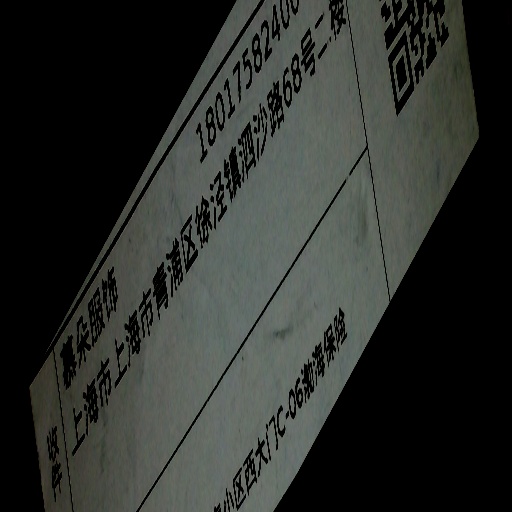 慕朵服饰 18017582400
上海市上海市青浦区徐泾镇泗沙路68号二楼
收件
小区西大门C-06渤海保险